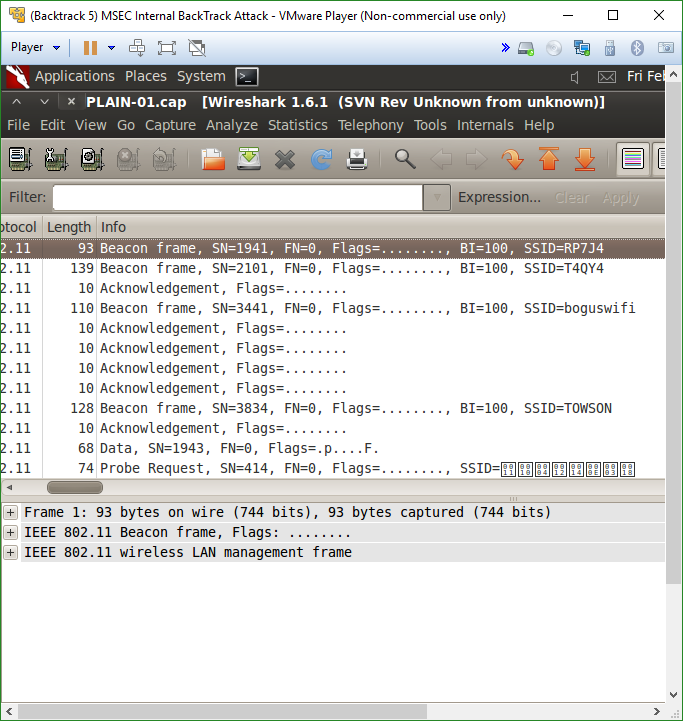 (Backtrack 5) MSEC Internal BackTrack Attack - VMware Player (Non-commercial use only)
Player
Applications Places System Fri Feb
PLAIN-01.cap [Wireshark 1.6.1 (SVN Rev Unknown from unknown)]
File Edit View Go Capture Analyze Statistics Telephony Tools Internals Help
Filter: Expression... Clear Apply
otocol Length Info
2.11 93 Beacon frame, SN=1941, FN=0, Flags=........, BI=100, SSID=RP7J4
2.11 139 Beacon frame, SN=2101, FN=0, Flags=........, BI=100, SSID=T4QY4
2.11 10 Acknowledgement, Flags=........
2.11 110 Beacon frame, SN=3441, FN=0, Flags=........, BI=100, SSID=boguswifi
2.11 10 Acknowledgement, Flags=........
2.11 10 Acknowledgement, Flags=........
2.11 10 Acknowledgement, Flags=........
2.11 10 Acknowledgement, Flags=........
2.11 128 Beacon frame, SN=3834, FN=0, Flags=........, BI=100, SSID=TOWSON
2.11 10 Acknowledgement, Flags=........
2.11 68 Data, SN=1943, FN=0, Flags=.p....F.
2.11 74 Probe Request, SN=414, FN=0, Flags=........, SSID=
Frame 1: 93 bytes on wire (744 bits), 93 bytes captured (744 bits)
IEEE 802.11 Beacon frame, Flags: ........
IEEE 802.11 wireless LAN management frame